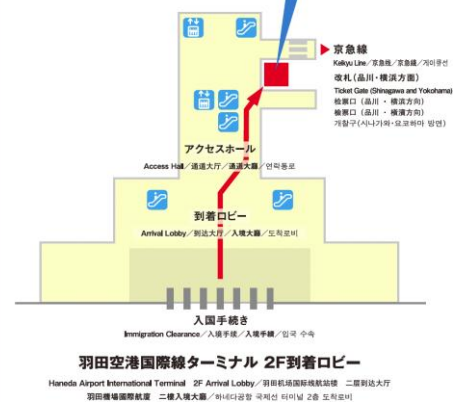 京急線
Keikyu Line／京急线／京急線／게이큐선
改札（品川・横浜方面）
Ticket Gate (Shinagawa and Yokohama)
检票口（品川・横滨方向）
檢票口（品川・橫濱方向）
개찰구(시나가와·요코하마 방면)
アクセスホール
Access Hall／通道大厅／通道大廳／연락통로
到着ロビー
Arrival Lobby／到达大厅／入境大廳／도착로비
入国手続き
Immigration Clearance／入境手续／入境手續／입국 수속
羽田空港国際線ターミナル 2F到着ロビー
Haneda Airport International Terminal 2F Arrival Lobby／羽田机场国际线航站楼 二层到达大厅
羽田機場國際航廈 二樓入境大廳／하네다공항 국제선 터미널 2층 도착로비